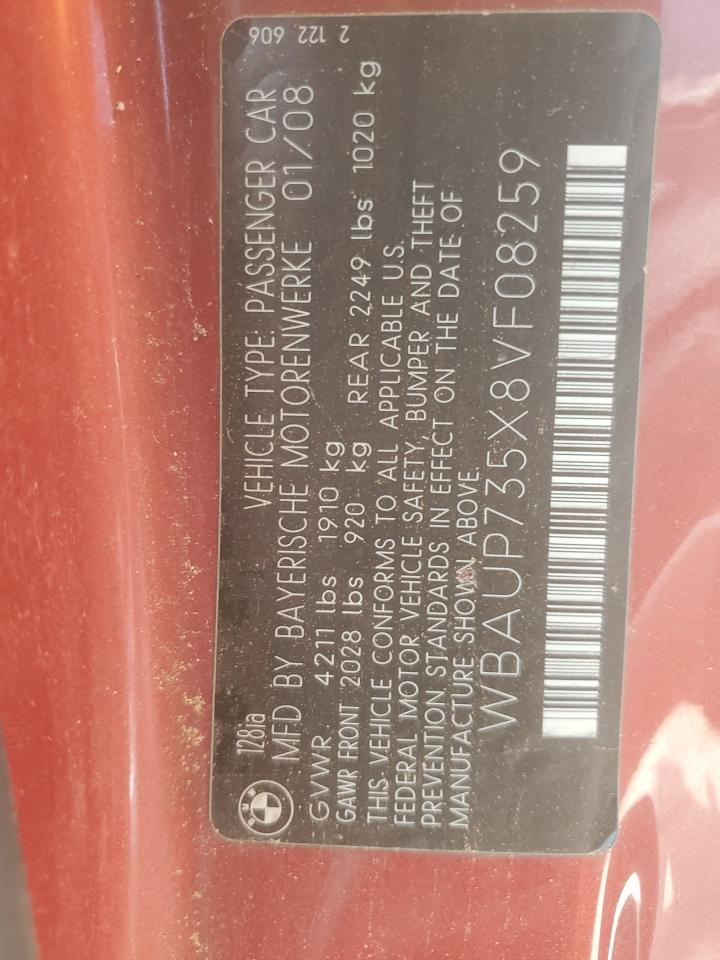 BMW
128ia VEHICLE TYPE: PASSENGER CAR 2 122 606
MFD BY BAYERISCHE MOTORENWERKE 01/08
GVWR 4211 lbs 1910 kg
GAWR FRONT 2028 lbs 920 kg REAR 2249 lbs 1020 kg
THIS VEHICLE CONFORMS TO ALL APPLICABLE U.S.
FEDERAL MOTOR VEHICLE SAFETY, BUMPER AND THEFT
PREVENTION STANDARDS IN EFFECT ON THE DATE OF
MANUFACTURE SHOWN ABOVE.
WBAUP735X8VF08259